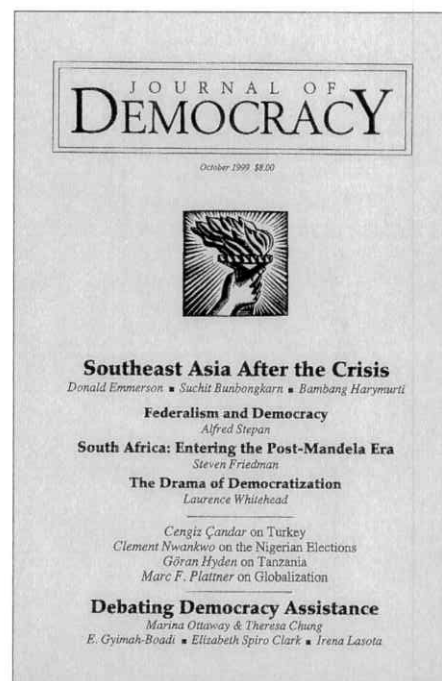 JOURNAL OF
DEMOCRACY
October 1999 $8.00
Southeast Asia After the Crisis
Donald Emmerson ■ Suchit Bunbongkarn ■ Bambang Harymurti
Federalism and Democracy
Alfred Stepan
South Africa: Entering the Post-Mandela Era
Steven Friedman
The Drama of Democratization
Laurence Whitehead
Cengiz Çandar on Turkey
Clement Nwankwo on the Nigerian Elections
Göran Hyden on Tanzania
Marc F. Plattner on Globalization
Debating Democracy Assistance
Marina Ottaway & Theresa Chung
E. Gyimah-Boadi ■ Elizabeth Spiro Clark ■ Irena Lasota